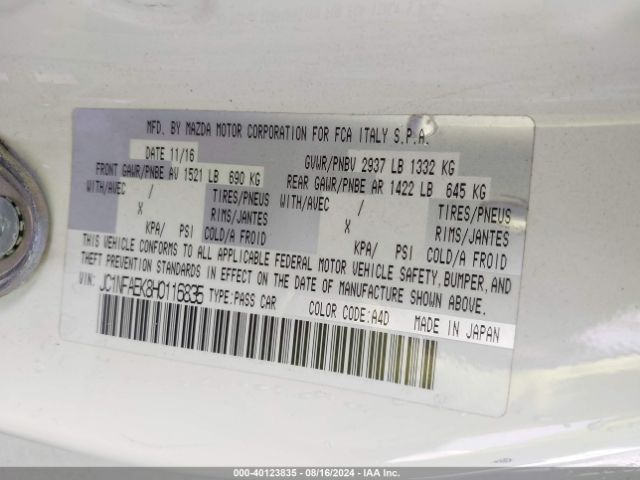 MFD. BY MAZDA MOTOR CORPORATION FOR FCA ITALY S.P.A.
DATE 11/16 GVWR/PNBV 2937 LB 1332 KG
FRONT GAWR/PNBE AV 1521 LB 690 KG REAR GAWR/PNBE AR 1422 LB 645 KG
WITH/AVEC / TIRES/PNEUS WITH/AVEC / TIRES/PNEUS
X RIMS/JANTES X RIMS/JANTES
KPA/ PSI COLD/A FROID KPA/ PSI COLD/A FROID
THIS VEHICLE CONFORMS TO ALL APPLICABLE FEDERAL MOTOR VEHICLE SAFETY, BUMPER, AND
THEFT PREVENTION STANDARDS IN EFFECT ON THE DATE OF MANUFACTURE SHOWN ABOVE.
VIN: JC1NFAEK8H0116835 TYPE:PASS CAR COLOR CODE:A4D MADE IN JAPAN
000-40123835 - 08/16/2024 - IAA Inc.